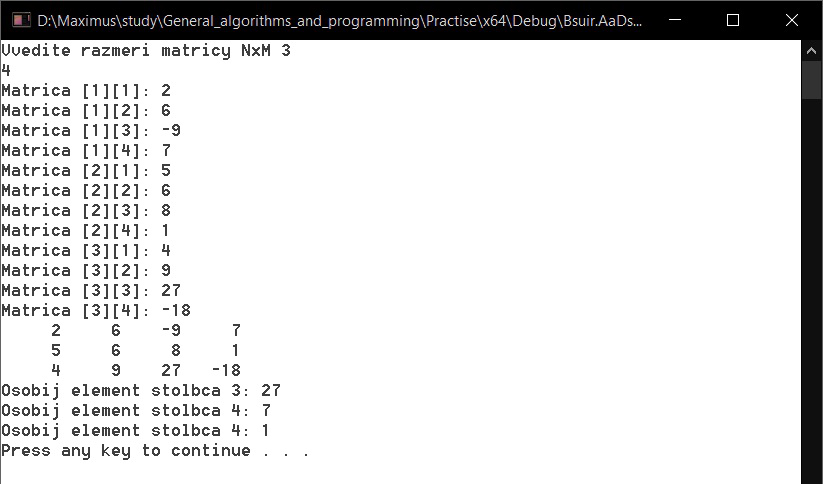 D:\Maximus\study\General_algorithms_and_programming\Practise\x64\Debug\Bsuir.AaDs...
Vvedite razmeri matricy NxM 3
4
Matrica [1][1]: 2
Matrica [1][2]: 6
Matrica [1][3]: -9
Matrica [1][4]: 7
Matrica [2][1]: 5
Matrica [2][2]: 6
Matrica [2][3]: 8
Matrica [2][4]: 1
Matrica [3][1]: 4
Matrica [3][2]: 9
Matrica [3][3]: 27
Matrica [3][4]: -18
2 6 -9 7
5 6 8 1
4 9 27 -18
Osobij element stolbca 3: 27
Osobij element stolbca 4: 7
Osobij element stolbca 4: 1
Press any key to continue . . .